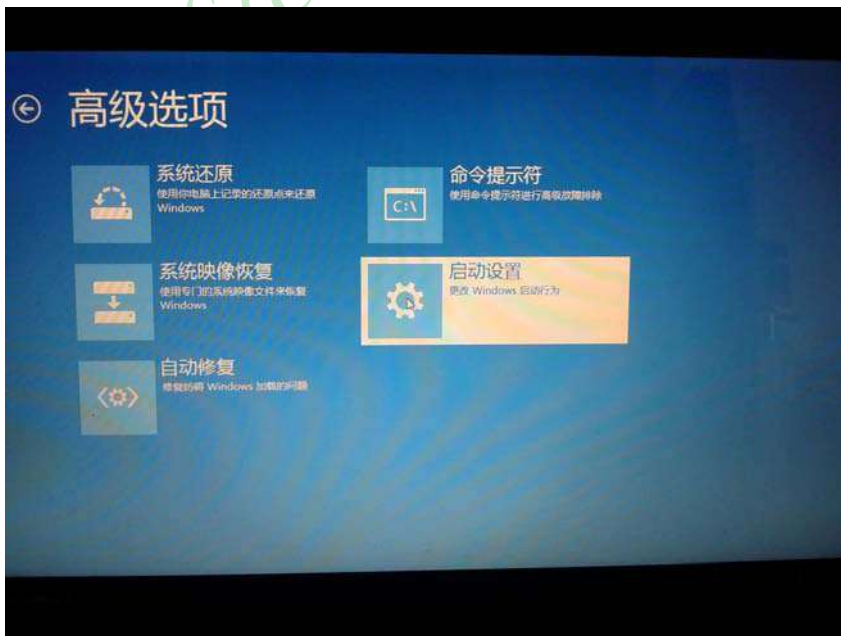 高级选项
系统还原
使用你电脑上记录的还原点来还原
Windows
命令提示符
使用命令提示符进行高级故障排除
C:\
系统映像恢复
使用专门的系统映像文件来恢复
Windows
启动设置
更改 Windows 启动行为
自动修复
修复妨碍 Windows 加载的问题